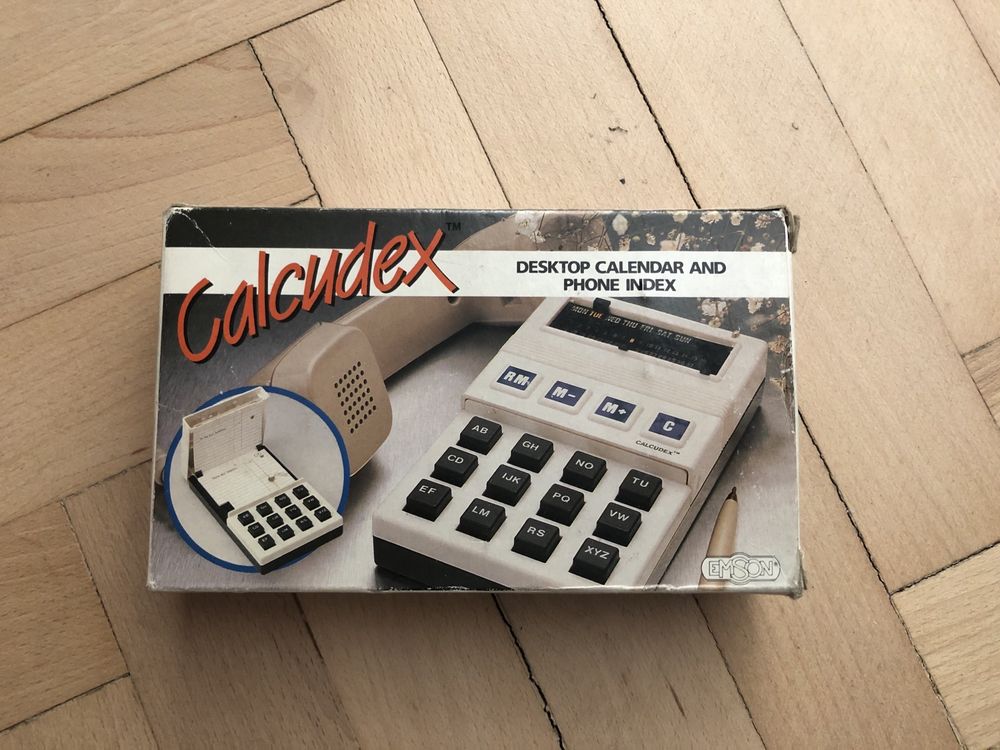 Calcudex™
DESKTOP CALENDAR AND
PHONE INDEX
MON TUE WED THU FRI SAT SUN
RM M- M+ C
CALCUDEX™
AB GH NO TU
CD IJK PQ VW
EF LM RS XYZ
EMSON®